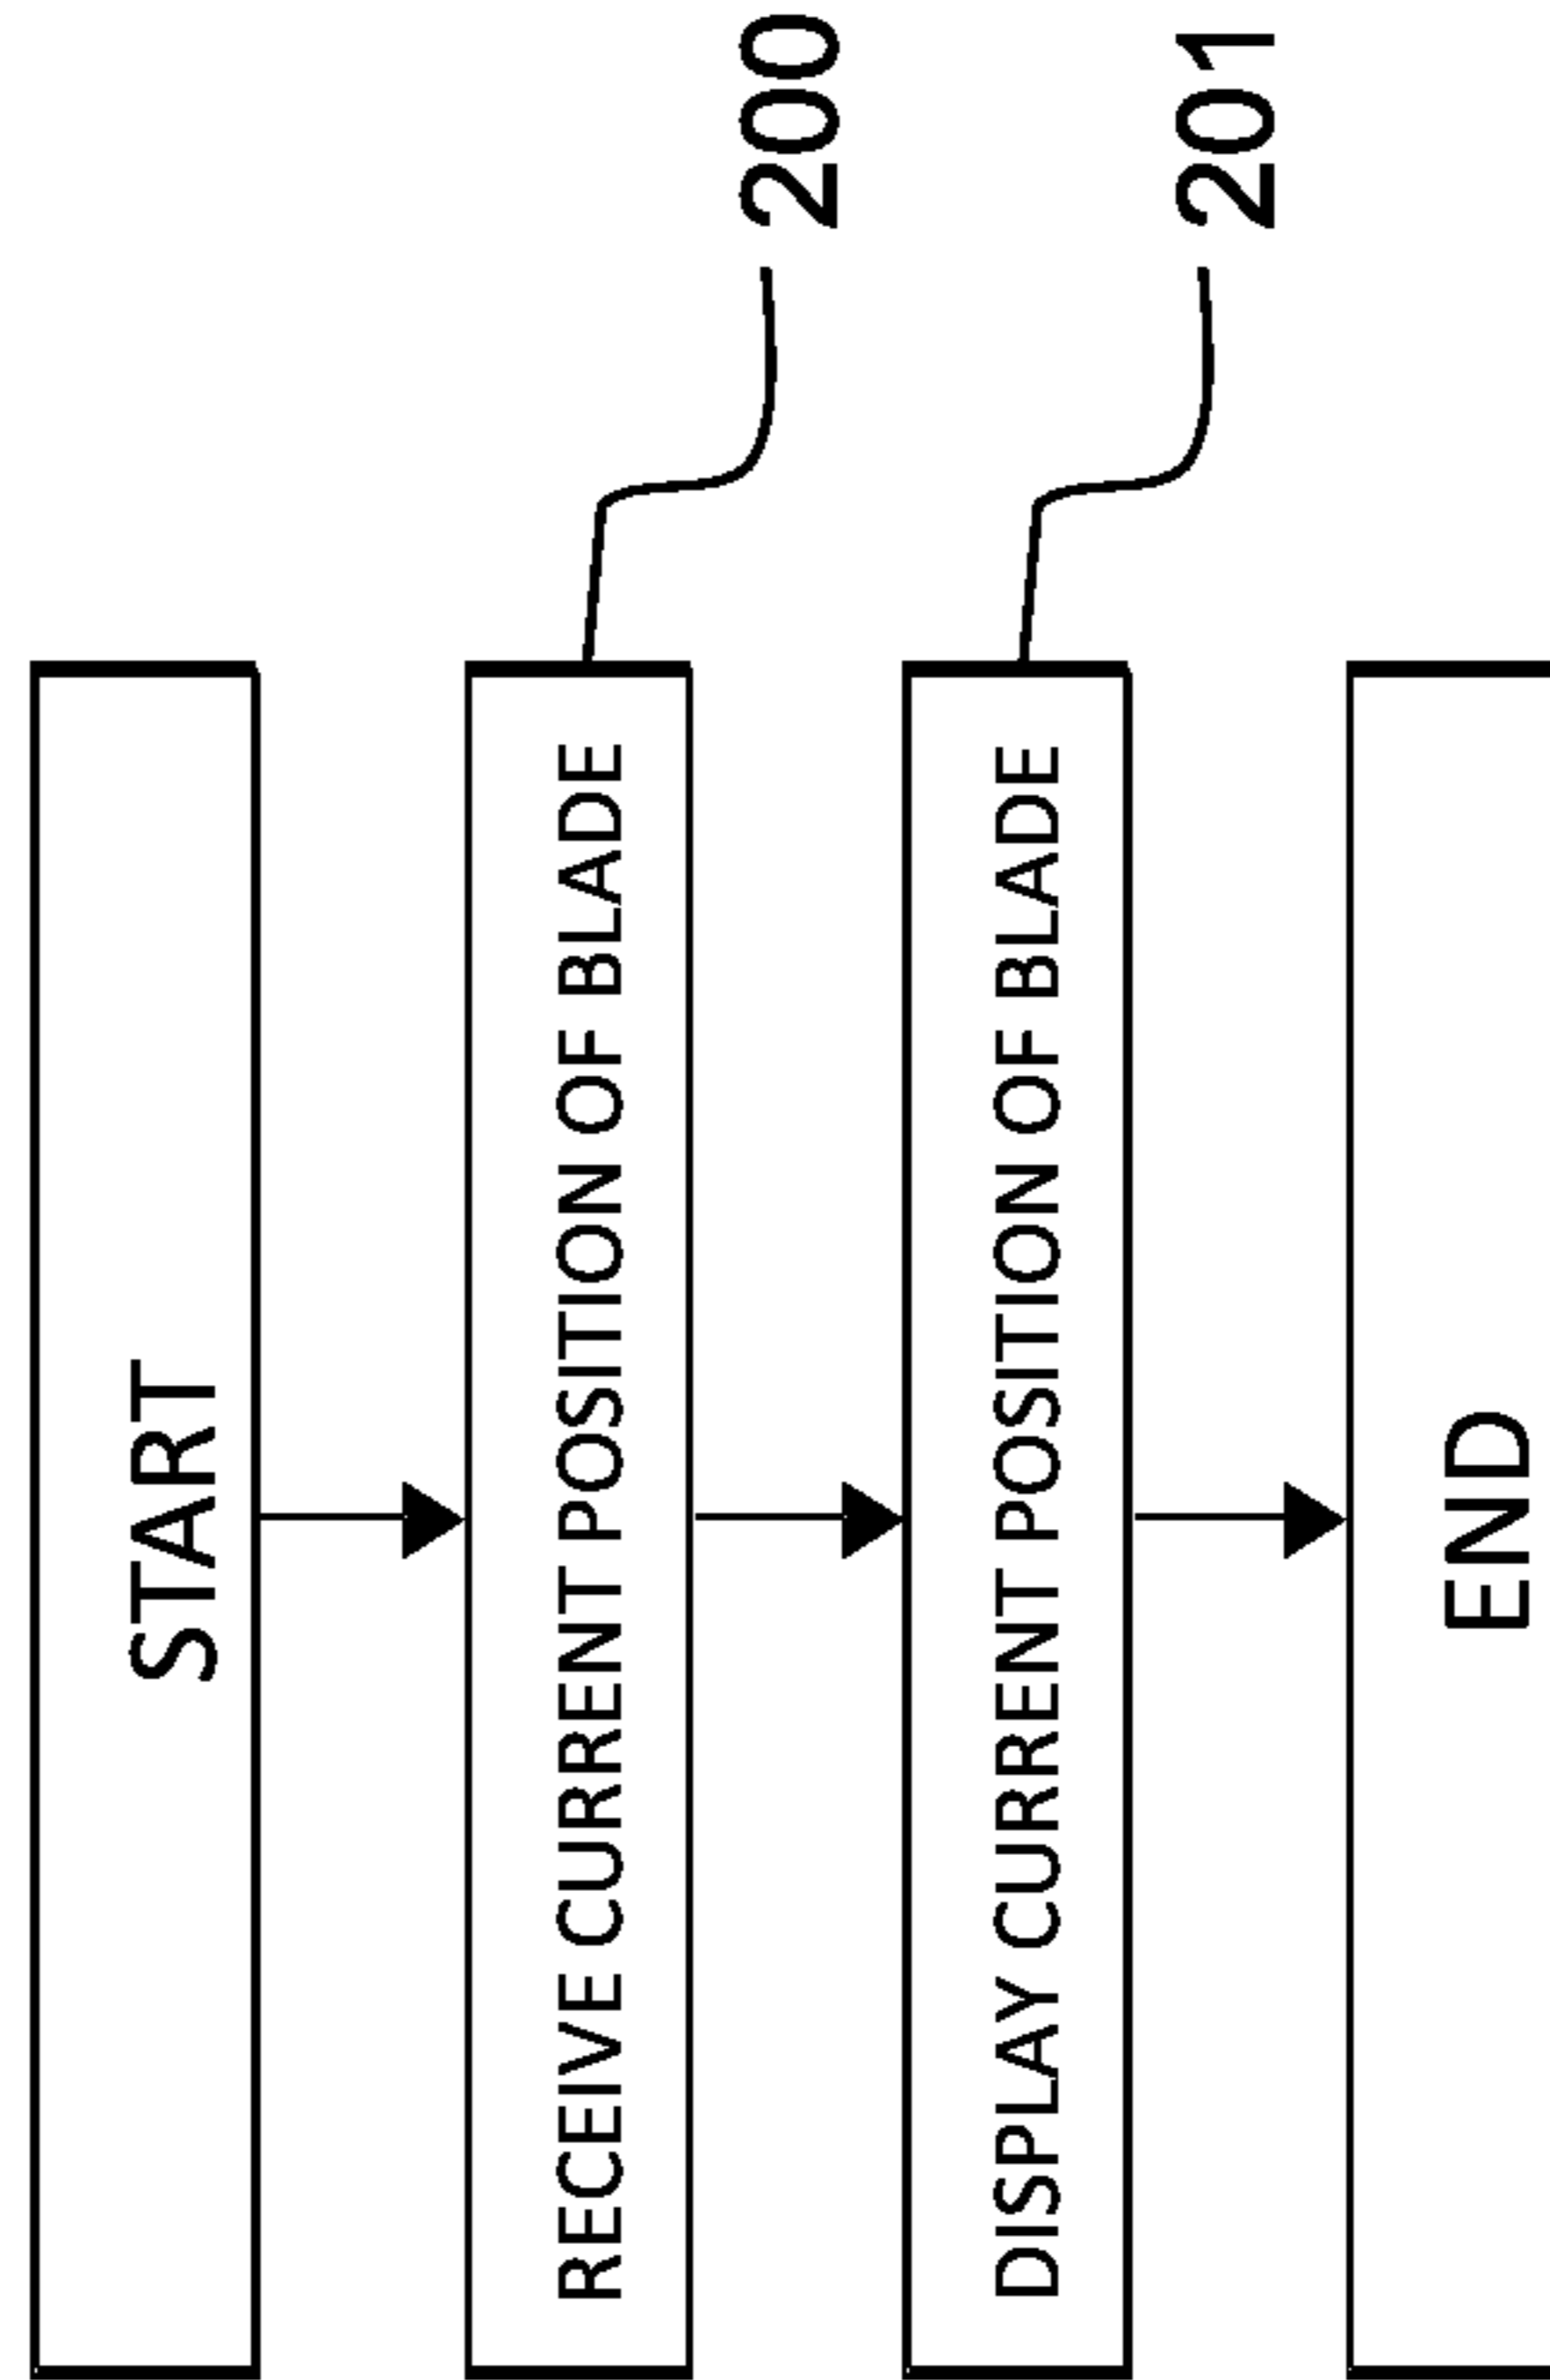 START
RECEIVE CURRENT POSITION OF BLADE
200
DISPLAY CURRENT POSITION OF BLADE
201
END